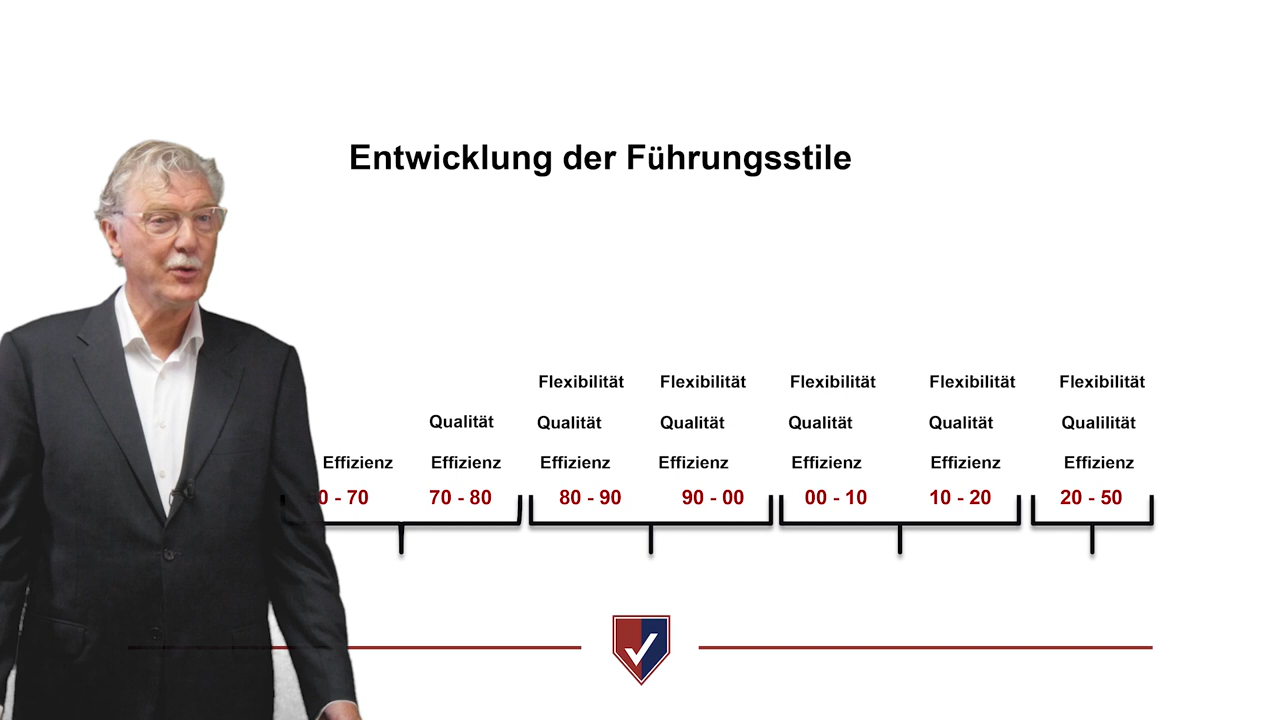 Entwicklung der Führungsstile
Flexibilität Flexibilität Flexibilität Flexibilität Flexibilität
Qualität Qualität Qualität Qualität Qualität Qualilität
Effizienz Effizienz Effizienz Effizienz Effizienz Effizienz Effizienz
0 - 70 70 - 80 80 - 90 90 - 00 00 - 10 10 - 20 20 - 50